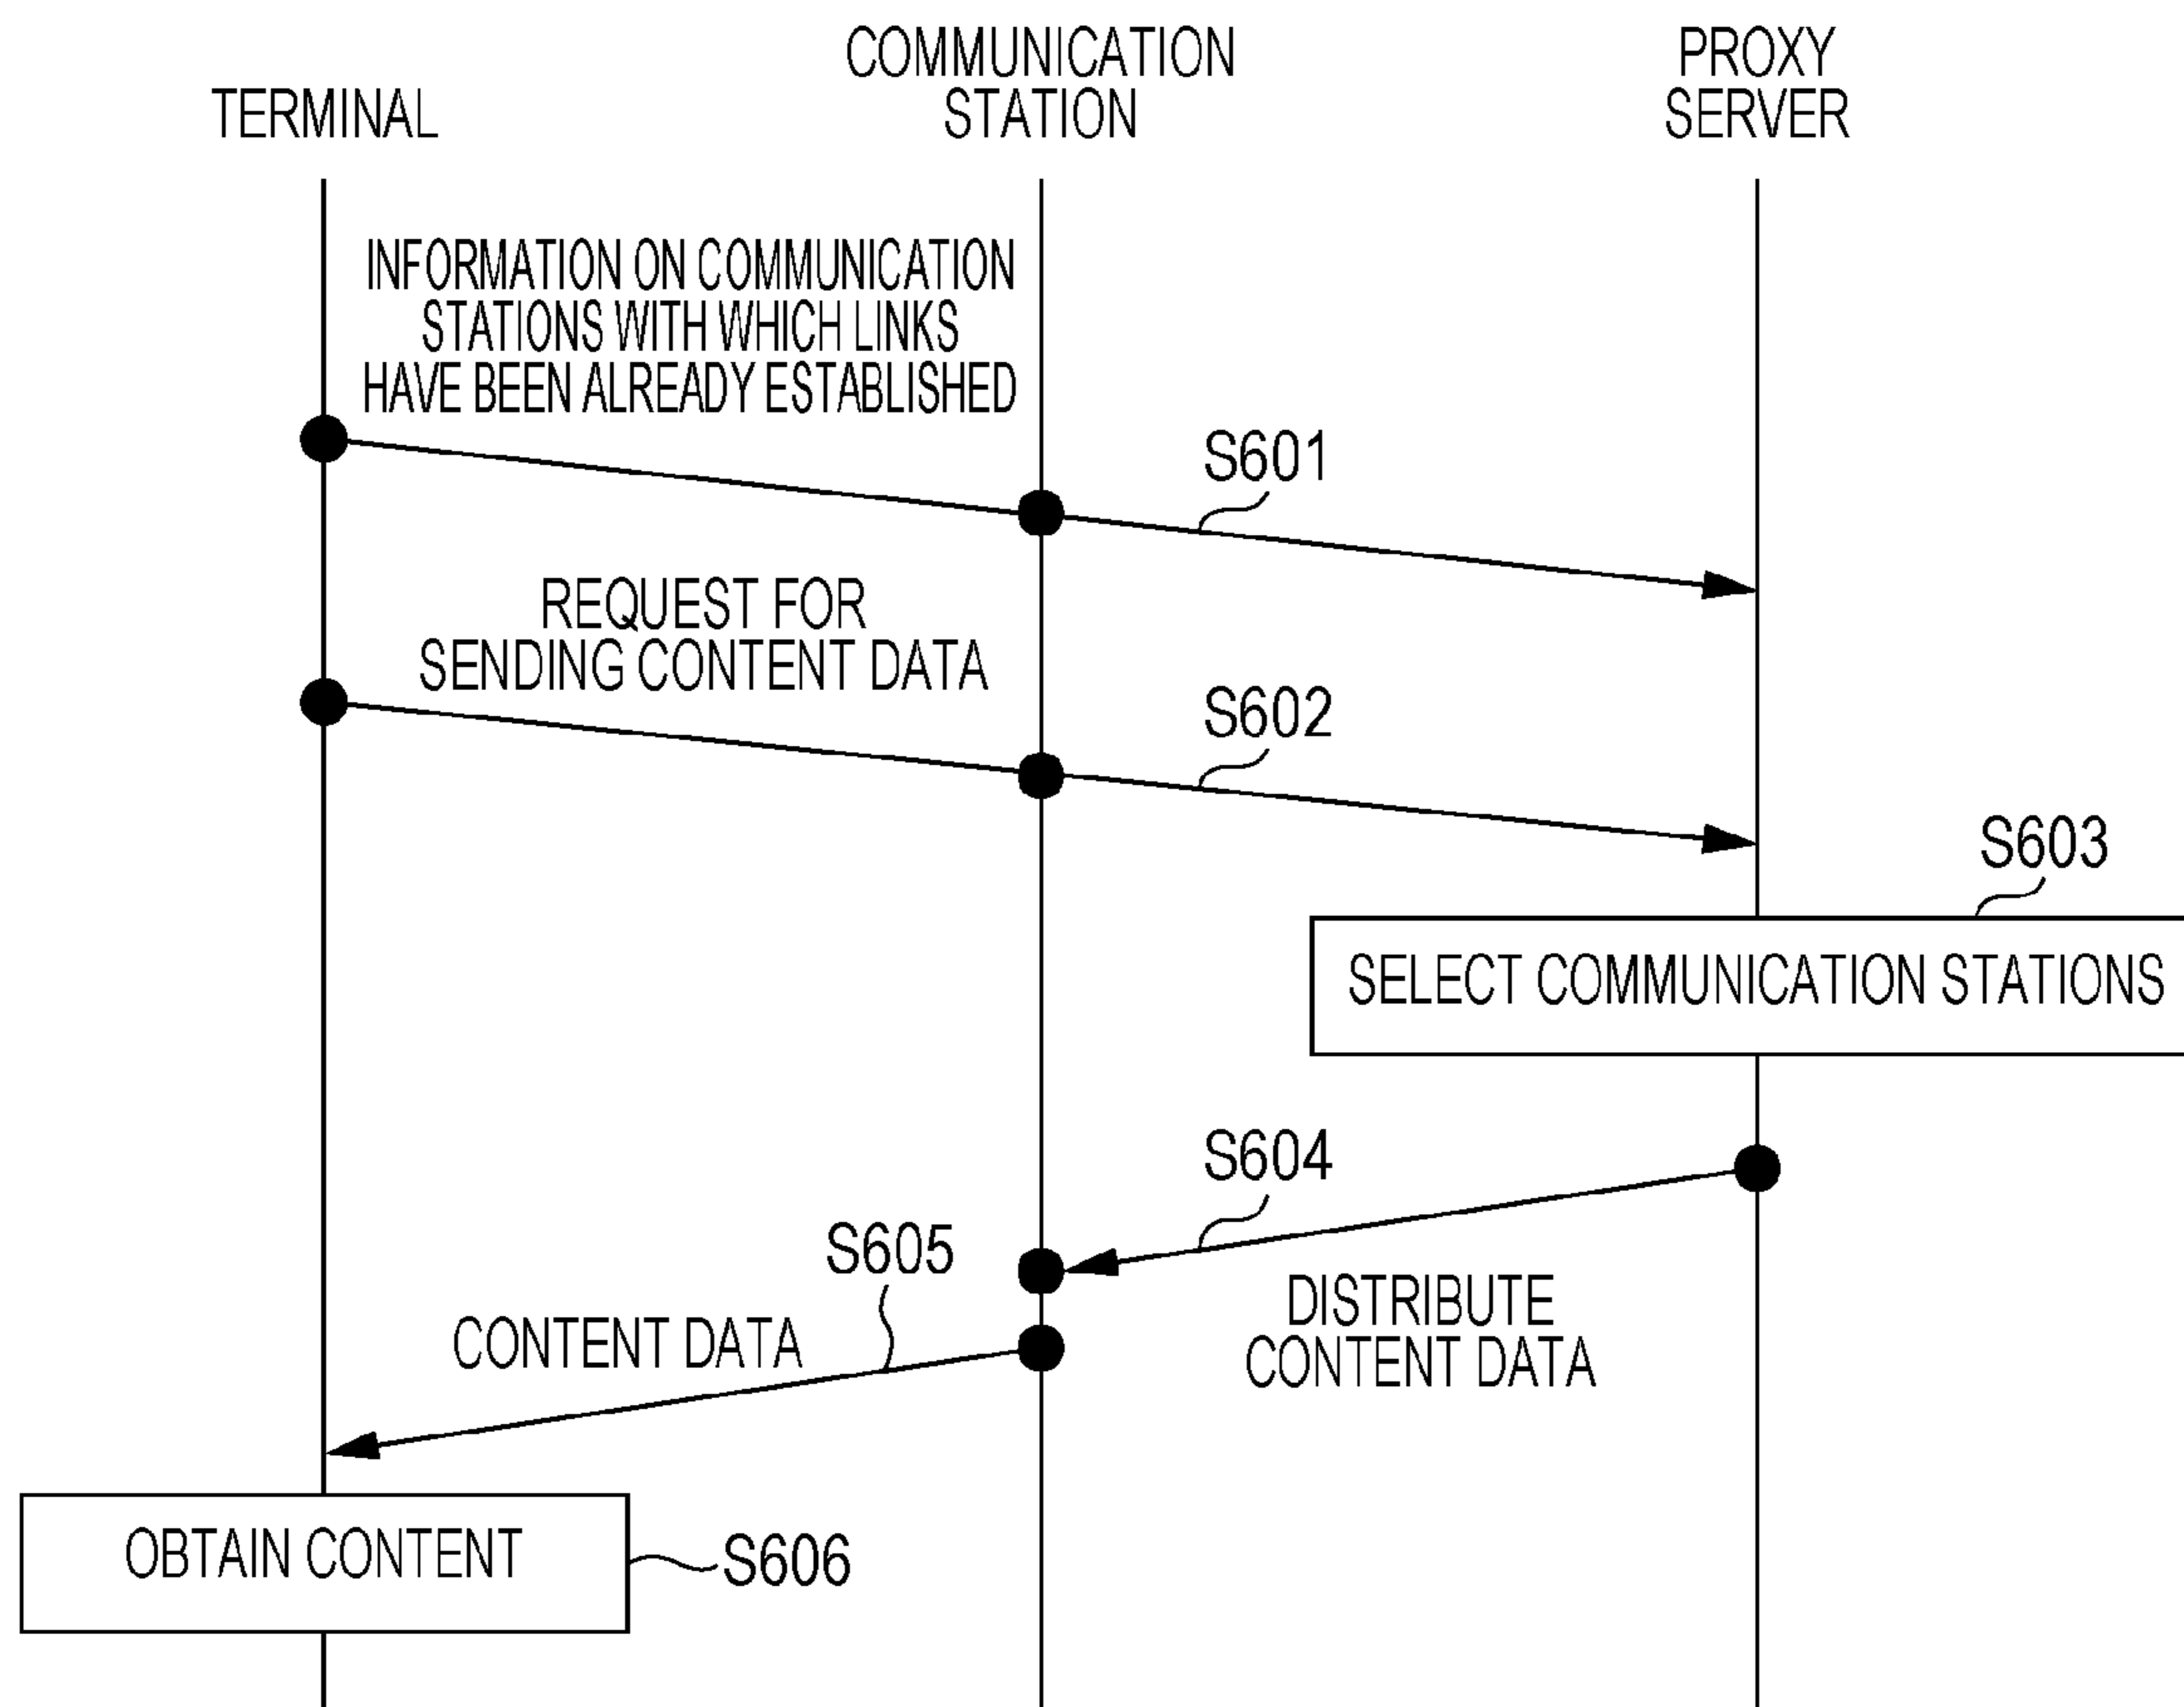 TERMINAL
COMMUNICATION
STATION
PROXY
SERVER
INFORMATION ON COMMUNICATION
STATIONS WITH WHICH LINKS
HAVE BEEN ALREADY ESTABLISHED
S601
REQUEST FOR
SENDING CONTENT DATA
S602
S603
SELECT COMMUNICATION STATIONS
S604
DISTRIBUTE
CONTENT DATA
S605
CONTENT DATA
OBTAIN CONTENT
S606